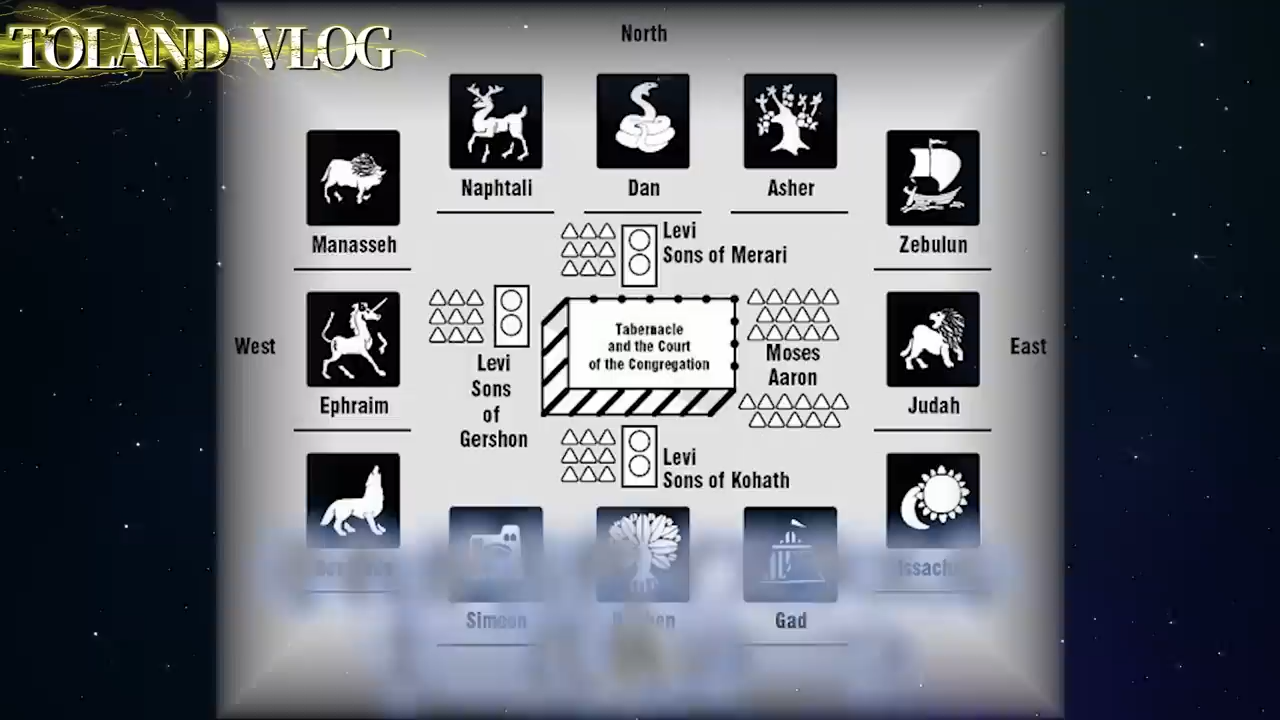 TOLAND VLOG
North
Naphtali
Dan
Asher
Manasseh
Zebulun
Levi
Sons of Merari
Tabernacle
and the Court
of the Congregation
Moses
Aaron
West
East
Levi
Sons
of
Gershon
Ephraim
Judah
Levi
Sons of Kohath
Issach
Simeon
Gad